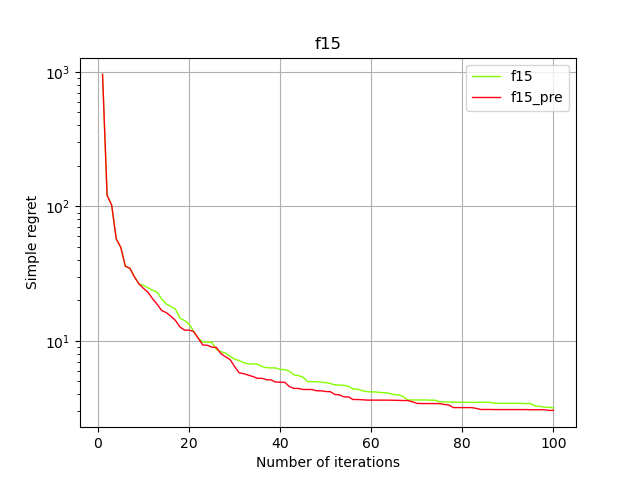 f15
f15
f15_pre
10³
10²
10¹
Simple regret
0 20 40 60 80 100
Number of iterations